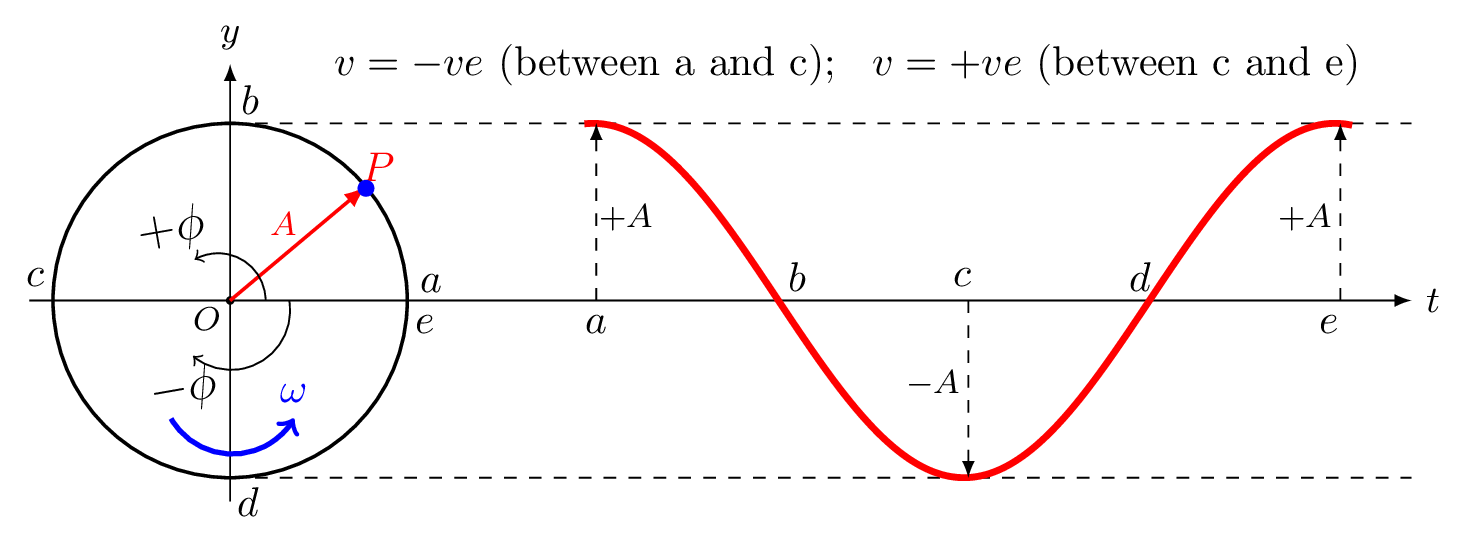 y
v = −ve (between a and c); v = +ve (between c and e)
b
P
A
+ϕ
+A
+A
c
a
b
c
d
t
O
e
a
e
−ϕ
ω
−A
d